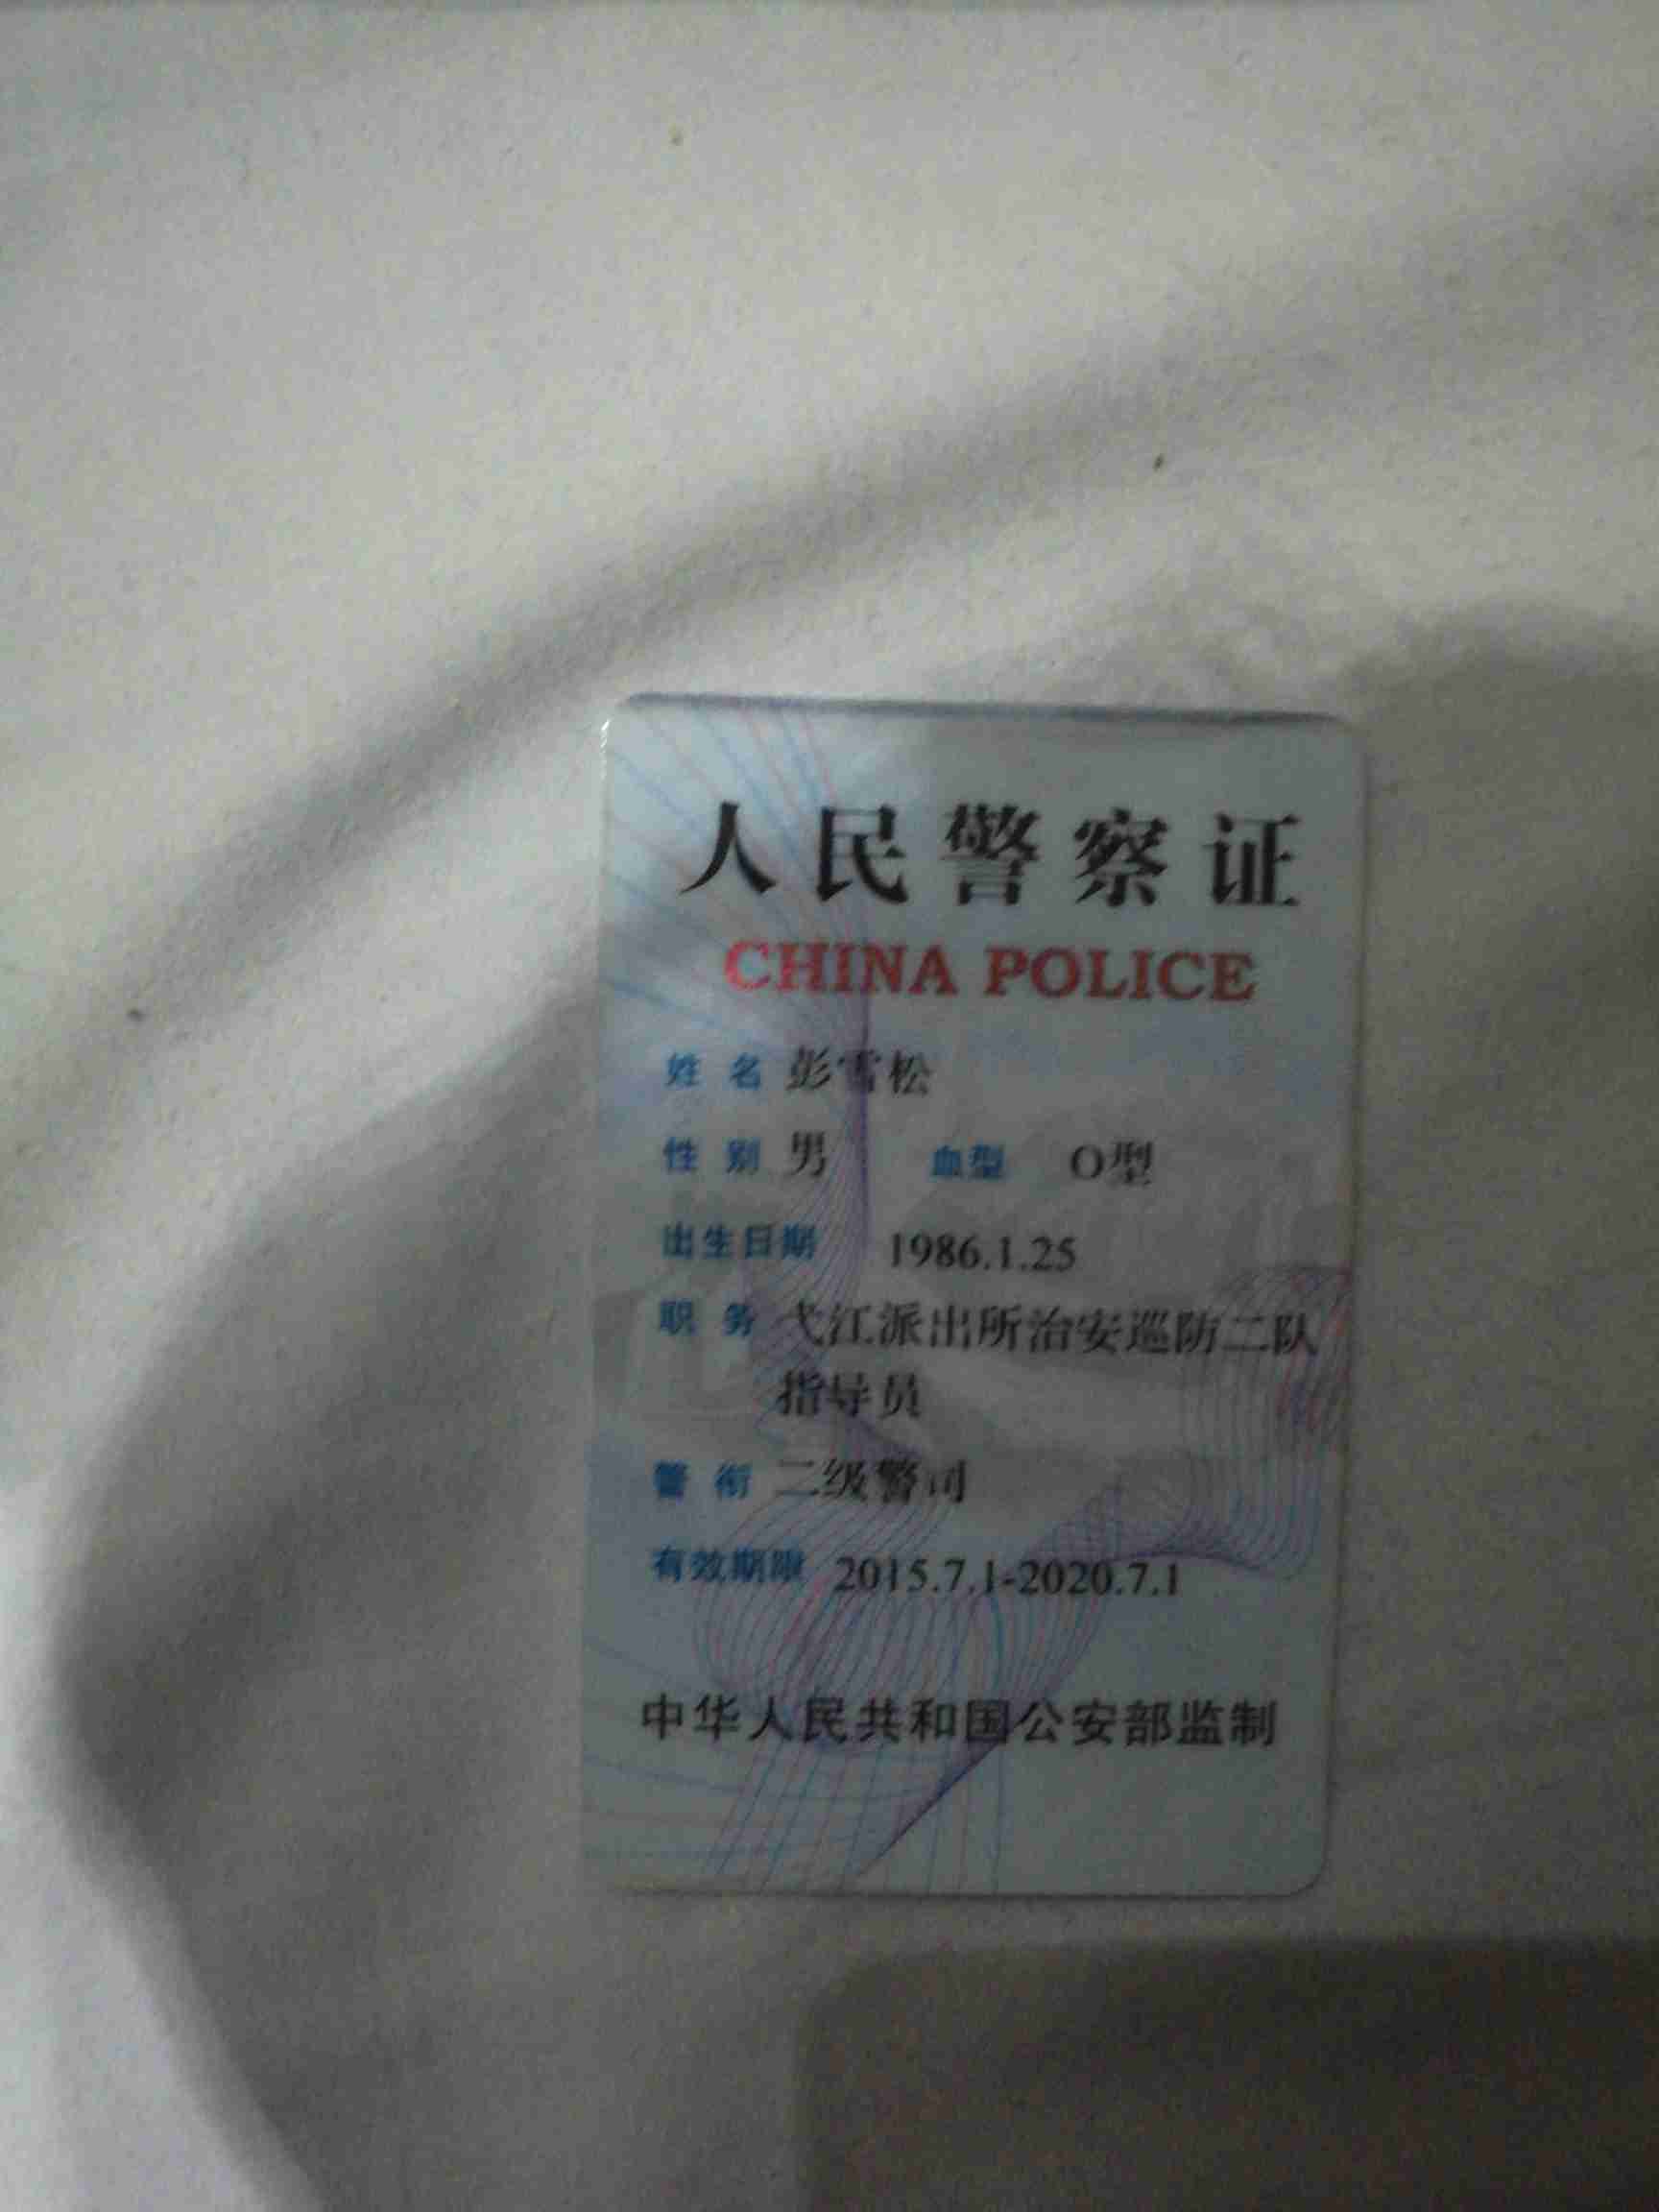 人民警察证
CHINA POLICE
姓名 彭雪松
性别 男 血型 O型
出生日期 1986.1.25
职务 弋江派出所治安巡防二队
指导员
警衔 二级警司
有效期限 2015.7.1-2020.7.1
中华人民共和国公安部监制